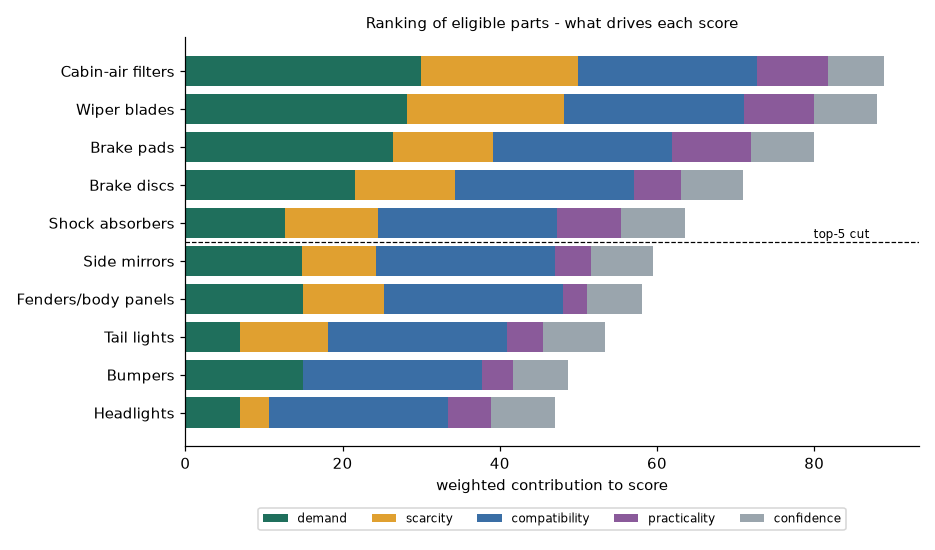 Ranking of eligible parts - what drives each score
Cabin-air filters
Wiper blades
Brake pads
Brake discs
Shock absorbers
top-5 cut
Side mirrors
Fenders/body panels
Tail lights
Bumpers
Headlights
0 20 40 60 80
weighted contribution to score
demand scarcity compatibility practicality confidence